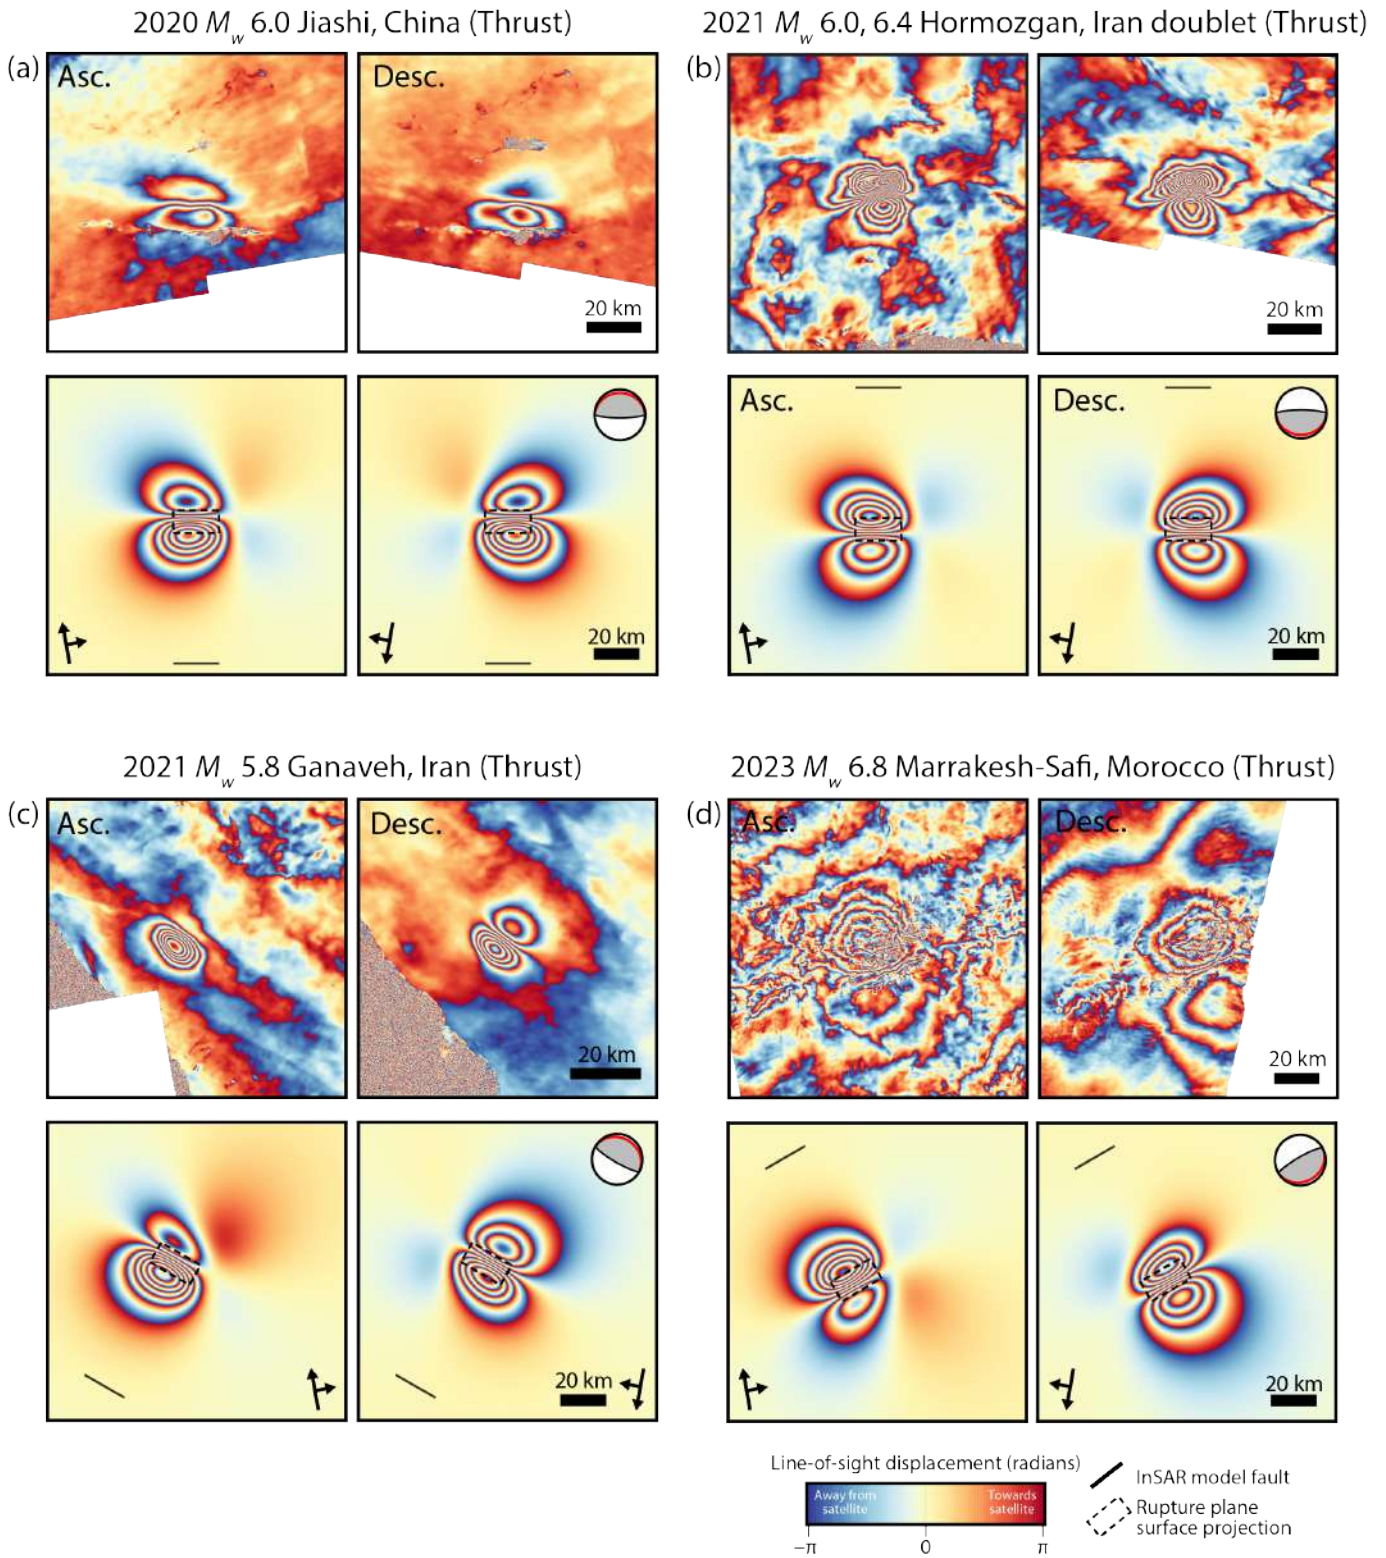 2020 Mw 6.0 Jiashi, China (Thrust)
2021 Mw 6.0, 6.4 Hormozgan, Iran doublet (Thrust)
(a)
Asc.
Desc.
20 km
(b)
20 km
20 km
Asc.
Desc.
20 km
2021 Mw 5.8 Ganaveh, Iran (Thrust)
2023 Mw 6.8 Marrakesh-Safi, Morocco (Thrust)
(c)
Asc.
Desc.
20 km
(d)
Asc.
Desc.
20 km
20 km
20 km
Line-of-sight displacement (radians)
Away from
satellite
Towards
satellite
−π
0
π
InSAR model fault
Rupture plane
surface projection